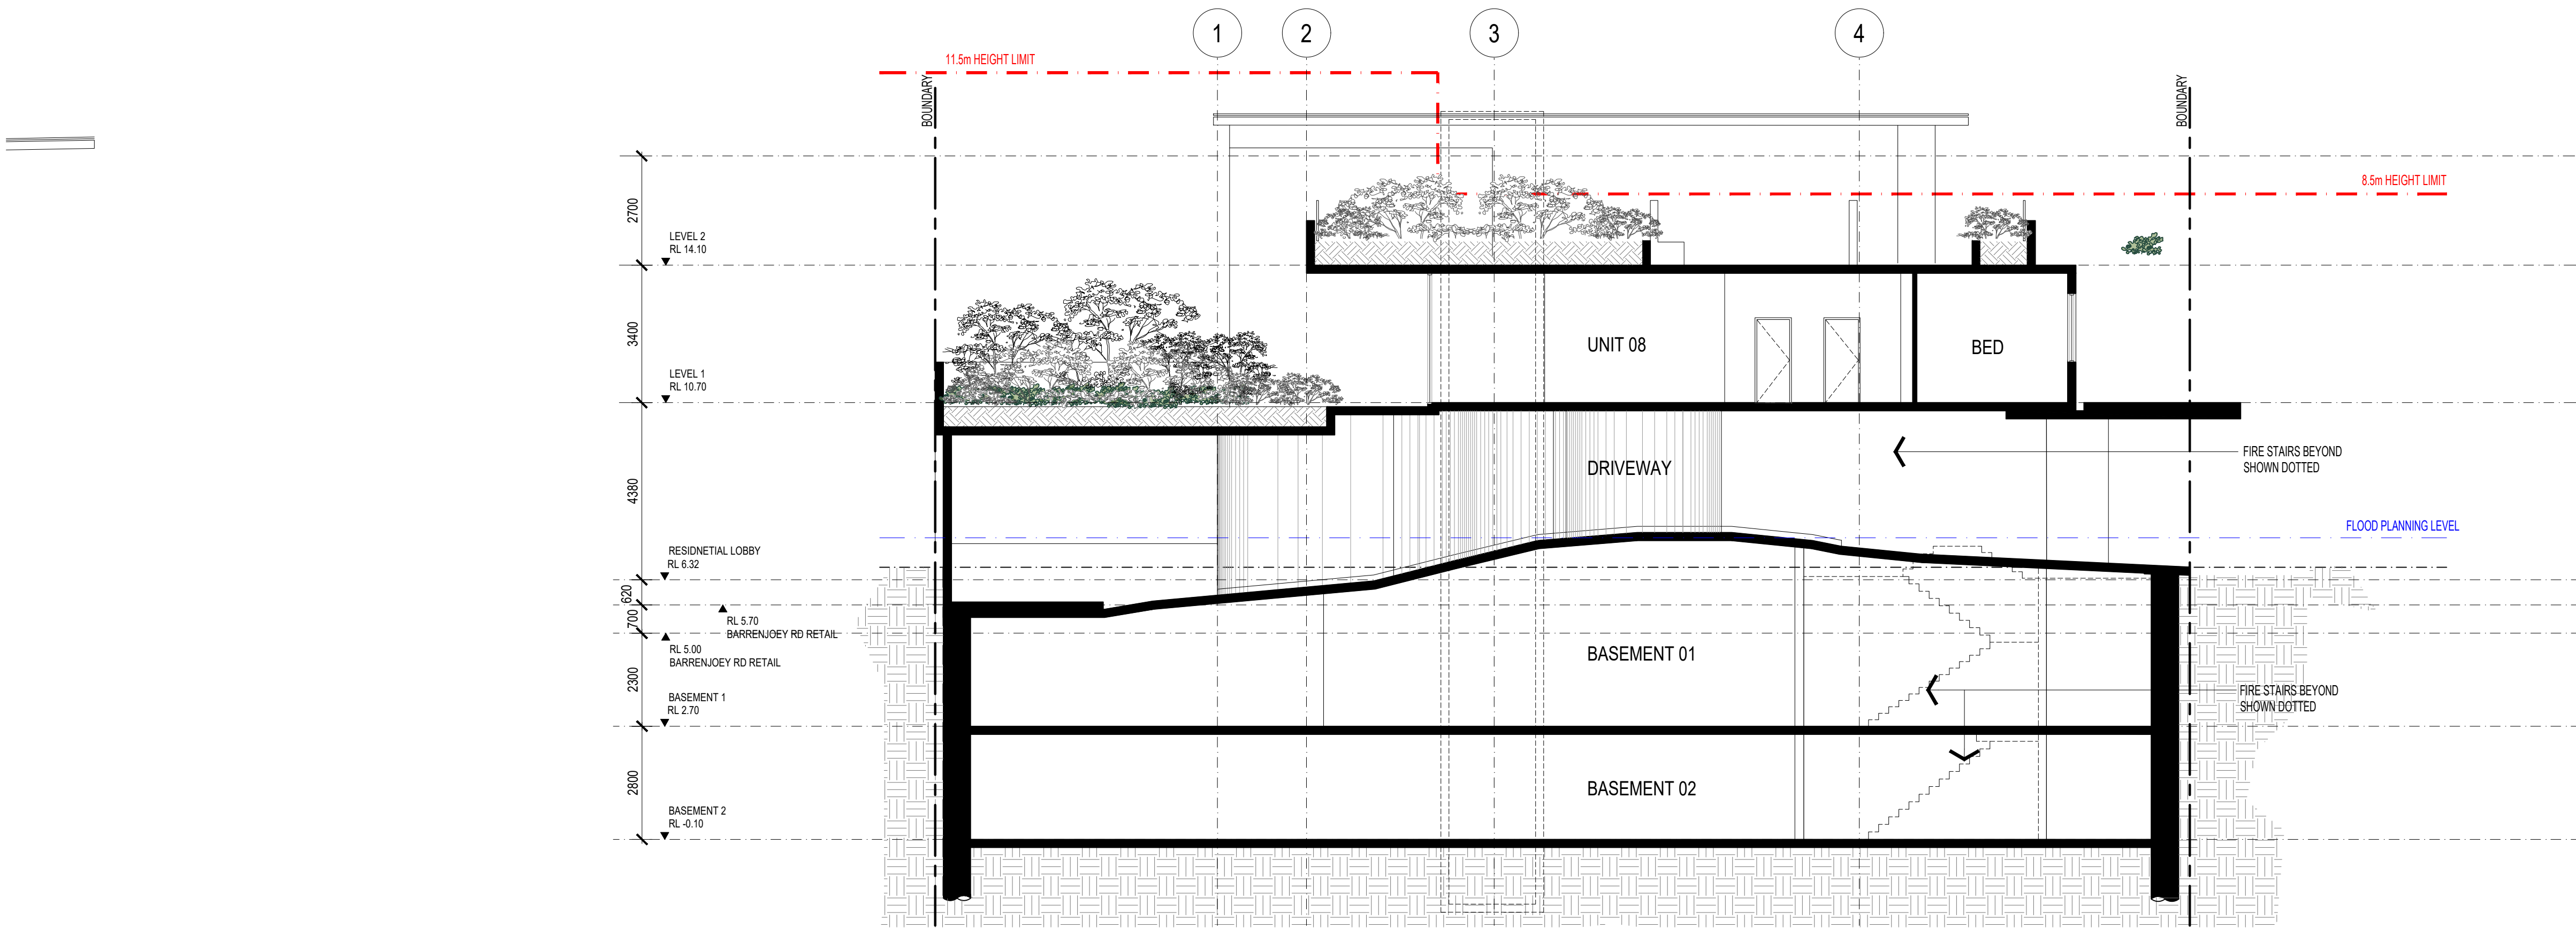 1
2
3
4
11.5m HEIGHT LIMIT
BOUNDARY
BOUNDARY
8.5m HEIGHT LIMIT
2700
LEVEL 2
RL 14.10
3400
UNIT 08
BED
LEVEL 1
RL 10.70
4380
DRIVEWAY
FIRE STAIRS BEYOND
SHOWN DOTTED
FLOOD PLANNING LEVEL
RESIDNETIAL LOBBY
RL 6.32
620
700
RL 5.70
BARRENJOEY RD RETAIL
RL 5.00
BARRENJOEY RD RETAIL
2300
BASEMENT 01
BASEMENT 1
RL 2.70
FIRE STAIRS BEYOND
SHOWN DOTTED
2800
BASEMENT 02
BASEMENT 2
RL -0.10